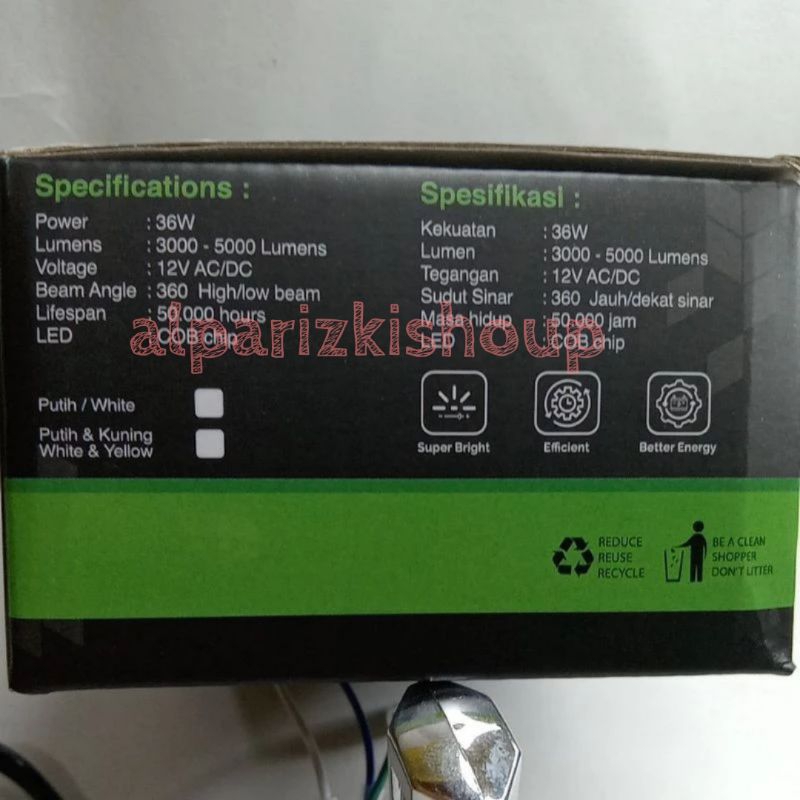 Specifications :
Power : 36W
Lumens : 3000 - 5000 Lumens
Voltage : 12V AC/DC
Beam Angle : 360 High/low beam
Lifespan : 50.000 hours
LED : COB chip
Putih / White
Putih & Kuning
White & Yellow
Spesifikasi :
Kekuatan : 36W
Lumen : 3000 - 5000 Lumens
Tegangan : 12V AC/DC
Sudut Sinar : 360 Jauh/dekat sinar
Masa hidup : 50.000 jam
LED : COB chip
alparizkishoup
Super Bright
Efficient
Better Energy
REDUCE
REUSE
RECYCLE
BE A CLEAN
SHOPPER
DON'T LITTER